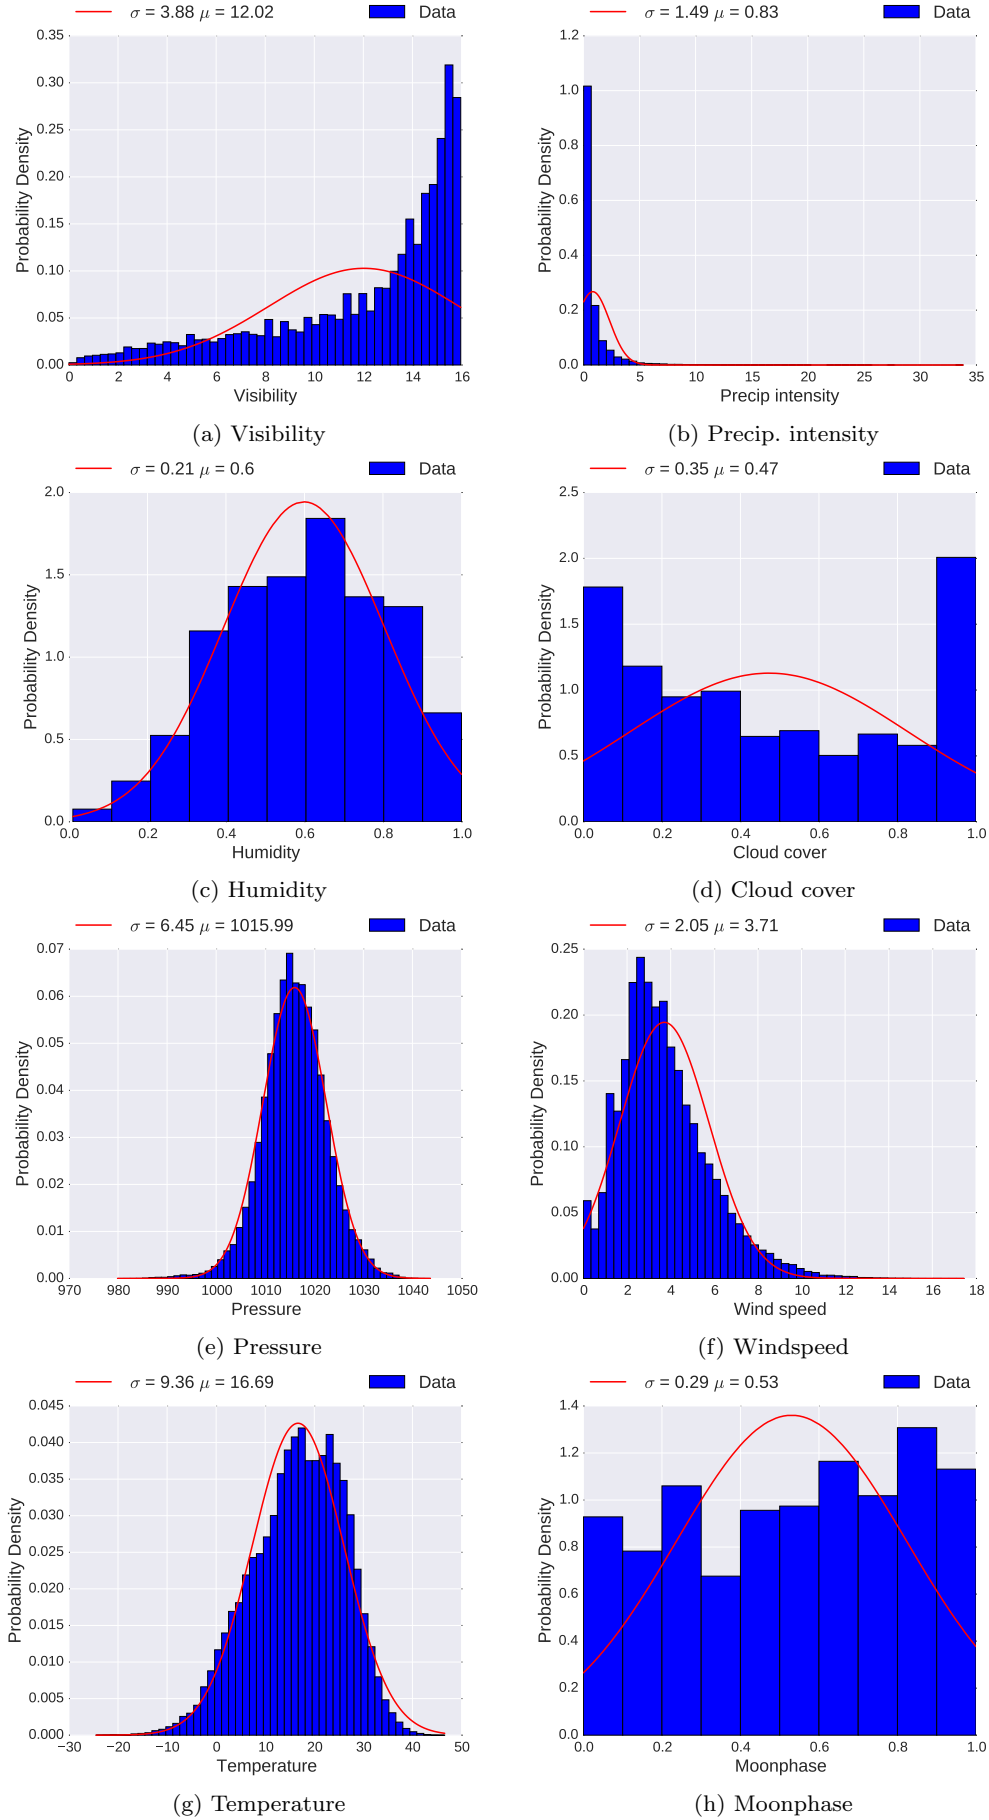 σ = 3.88 μ = 12.02 Data
0.35
0.30
0.25
0.20
0.15
0.10
0.05
0.00
Probability Density
0 2 4 6 8 10 12 14 16
Visibility
(a) Visibility
σ = 1.49 μ = 0.83 Data
1.2
1.0
0.8
0.6
0.4
0.2
0.0
Probability Density
0 5 10 15 20 25 30 35
Precip intensity
(b) Precip. intensity
σ = 0.21 μ = 0.6 Data
2.0
1.5
1.0
0.5
0.0
Probability Density
0.0 0.2 0.4 0.6 0.8 1.0
Humidity
(c) Humidity
σ = 0.35 μ = 0.47 Data
2.5
2.0
1.5
1.0
0.5
0.0
Probability Density
0.0 0.2 0.4 0.6 0.8 1.0
Cloud cover
(d) Cloud cover
σ = 6.45 μ = 1015.99 Data
0.07
0.06
0.05
0.04
0.03
0.02
0.01
0.00
Probability Density
970 980 990 1000 1010 1020 1030 1040 1050
Pressure
(e) Pressure
σ = 2.05 μ = 3.71 Data
0.25
0.20
0.15
0.10
0.05
0.00
Probability Density
0 2 4 6 8 10 12 14 16 18
Wind speed
(f) Windspeed
σ = 9.36 μ = 16.69 Data
0.045
0.040
0.035
0.030
0.025
0.020
0.015
0.010
0.005
0.000
Probability Density
−30 −20 −10 0 10 20 30 40 50
Temperature
(g) Temperature
σ = 0.29 μ = 0.53 Data
1.4
1.2
1.0
0.8
0.6
0.4
0.2
0.0
Probability Density
0.0 0.2 0.4 0.6 0.8 1.0
Moonphase
(h) Moonphase